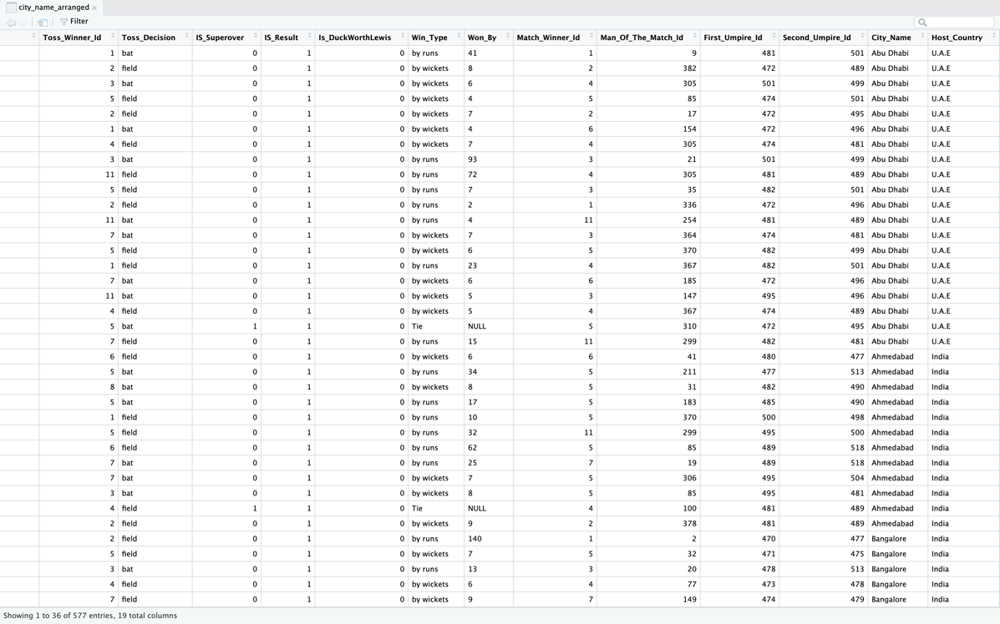 city_name_arranged
Filter
Toss_Winner_Id Toss_Decision IS_Superover IS_Result Is_DuckWorthLewis Win_Type Won_By Match_Winner_Id Man_Of_The_Match_Id First_Umpire_Id Second_Umpire_Id City_Name Host_Country
1 bat 0 1 0 by runs 41 1 9 481 501 Abu Dhabi U.A.E
2 field 0 1 0 by wickets 8 2 382 472 489 Abu Dhabi U.A.E
3 bat 0 1 0 by wickets 6 4 305 501 499 Abu Dhabi U.A.E
5 field 0 1 0 by wickets 4 5 85 474 501 Abu Dhabi U.A.E
2 field 0 1 0 by wickets 7 2 17 472 495 Abu Dhabi U.A.E
1 bat 0 1 0 by wickets 4 6 154 472 496 Abu Dhabi U.A.E
4 field 0 1 0 by wickets 7 4 305 474 481 Abu Dhabi U.A.E
3 bat 0 1 0 by runs 93 3 21 501 499 Abu Dhabi U.A.E
11 field 0 1 0 by runs 72 4 305 481 489 Abu Dhabi U.A.E
5 field 0 1 0 by runs 7 3 35 482 501 Abu Dhabi U.A.E
2 field 0 1 0 by runs 2 1 336 472 496 Abu Dhabi U.A.E
11 bat 0 1 0 by runs 4 11 254 481 489 Abu Dhabi U.A.E
7 bat 0 1 0 by wickets 7 3 364 474 481 Abu Dhabi U.A.E
5 field 0 1 0 by wickets 6 5 370 482 499 Abu Dhabi U.A.E
1 field 0 1 0 by runs 23 4 367 482 501 Abu Dhabi U.A.E
7 bat 0 1 0 by wickets 6 6 185 472 496 Abu Dhabi U.A.E
11 bat 0 1 0 by wickets 5 3 147 495 496 Abu Dhabi U.A.E
4 field 0 1 0 by wickets 5 4 367 474 489 Abu Dhabi U.A.E
5 bat 1 1 0 Tie NULL 5 310 472 495 Abu Dhabi U.A.E
7 field 0 1 0 by runs 15 11 299 482 481 Abu Dhabi U.A.E
6 field 0 1 0 by wickets 6 6 41 480 477 Ahmedabad India
5 bat 0 1 0 by runs 34 5 211 477 513 Ahmedabad India
8 bat 0 1 0 by wickets 8 5 31 482 490 Ahmedabad India
5 bat 0 1 0 by runs 17 5 183 485 490 Ahmedabad India
1 field 0 1 0 by runs 10 5 370 500 498 Ahmedabad India
5 field 0 1 0 by runs 32 11 299 495 500 Ahmedabad India
6 field 0 1 0 by runs 62 5 85 489 518 Ahmedabad India
7 bat 0 1 0 by runs 25 7 19 489 518 Ahmedabad India
7 bat 0 1 0 by wickets 7 5 306 495 504 Ahmedabad India
3 bat 0 1 0 by wickets 8 5 85 495 481 Ahmedabad India
4 field 1 1 0 Tie NULL 4 100 481 489 Ahmedabad India
2 field 0 1 0 by wickets 9 2 378 481 489 Ahmedabad India
2 field 0 1 0 by runs 140 1 2 470 477 Bangalore India
5 field 0 1 0 by wickets 7 5 32 471 475 Bangalore India
3 bat 0 1 0 by runs 13 3 20 478 513 Bangalore India
4 field 0 1 0 by wickets 6 4 77 473 478 Bangalore India
7 field 0 1 0 by wickets 9 7 149 474 479 Bangalore India
Showing 1 to 36 of 577 entries, 19 total columns